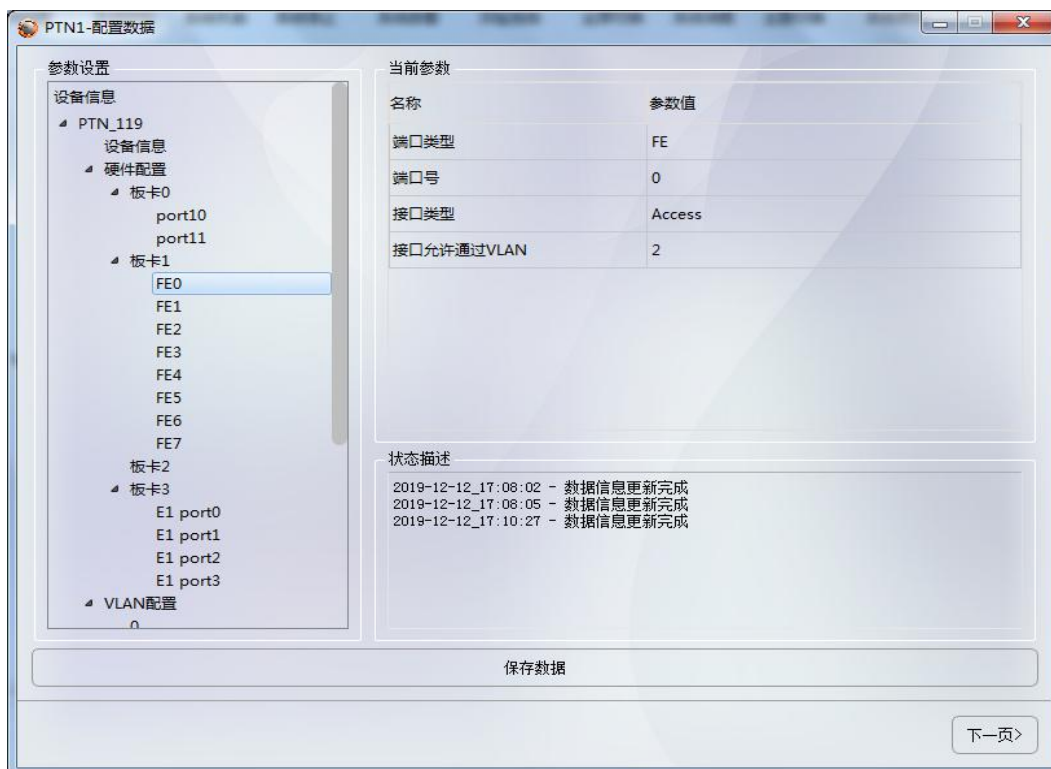 PTN1-配置数据
参数设置
设备信息
PTN_119
设备信息
硬件配置
板卡0
port10
port11
板卡1
FE0
FE1
FE2
FE3
FE4
FE5
FE6
FE7
板卡2
板卡3
E1 port0
E1 port1
E1 port2
E1 port3
VLAN配置
当前参数
名称 参数值
端口类型 FE
端口号 0
接口类型 Access
接口允许通过VLAN 2
状态描述
2019-12-12_17:08:02 - 数据信息更新完成
2019-12-12_17:08:05 - 数据信息更新完成
2019-12-12_17:10:27 - 数据信息更新完成
保存数据
下一页>